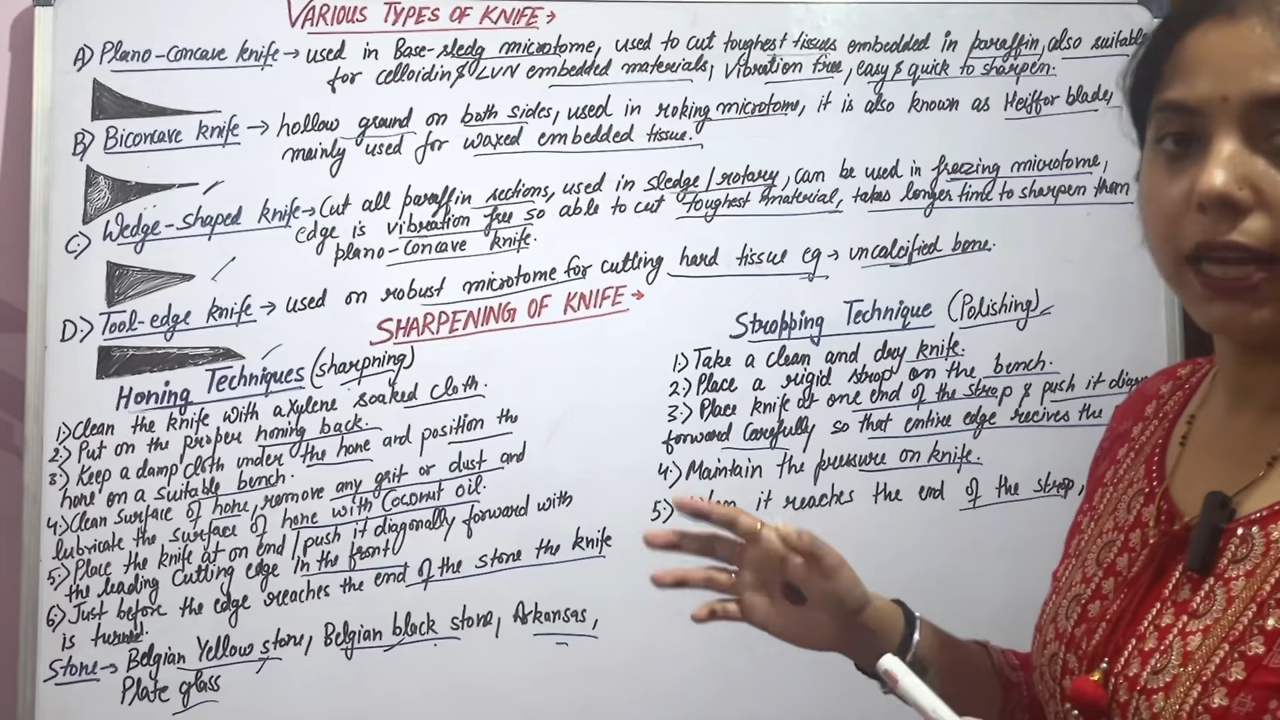 VARIOUS TYPES OF KNIFE→
A) Plano-concave knife → used in Base-sledg microtome, used to cut toughest tissues embedded in paraffin, also suitable
for celloidin & LVN embedded materials, Vibration free, easy & quick to sharpen.
B) Biconcave knife → hollow ground on both sides, used in roking microtome, it is also known as Heiffor blade,
mainly used for waxed embedded tissue.
C.) Wedge-shaped knife → Cut all paraffin sections, used in sledge/rotary, can be used in freezing microtome,
edge is vibration free so able to cut toughest material, takes longer time to sharpen than
plano-concave knife.
D.) Tool-edge knife → used on robust microtome for cutting hard tissue eg → uncalcified bone.
SHARPENING OF KNIFE→
Honing Techniques (sharpning)
1) Clean the knife with a xylene soaked cloth.
2.) Put on the proper honing back.
3.) Keep a damp cloth under the hone and position the
hone on a suitable bench.
4.) Clean surface of hone, remove any grit or dust and
lubricate the surface of hone with Coconut oil.
5.) Place the knife at on end / push it diagonally forward with
the leading cutting edge in the front
6.) Just before the edge reaches the end of the stone the knife
is turned.
Stone → Belgian Yellow stone, Belgian black stone, Arkansas,
Plate glass
Stropping Technique (Polishing)
1.) Take a clean and dry knife.
2.) Place a rigid strop on the bench.
3.) Place knife at one end of the strop & push it
forward carefully so that entire edge recives the
4.) Maintain the pressure on knife.
5.) it reaches the end of the strop,